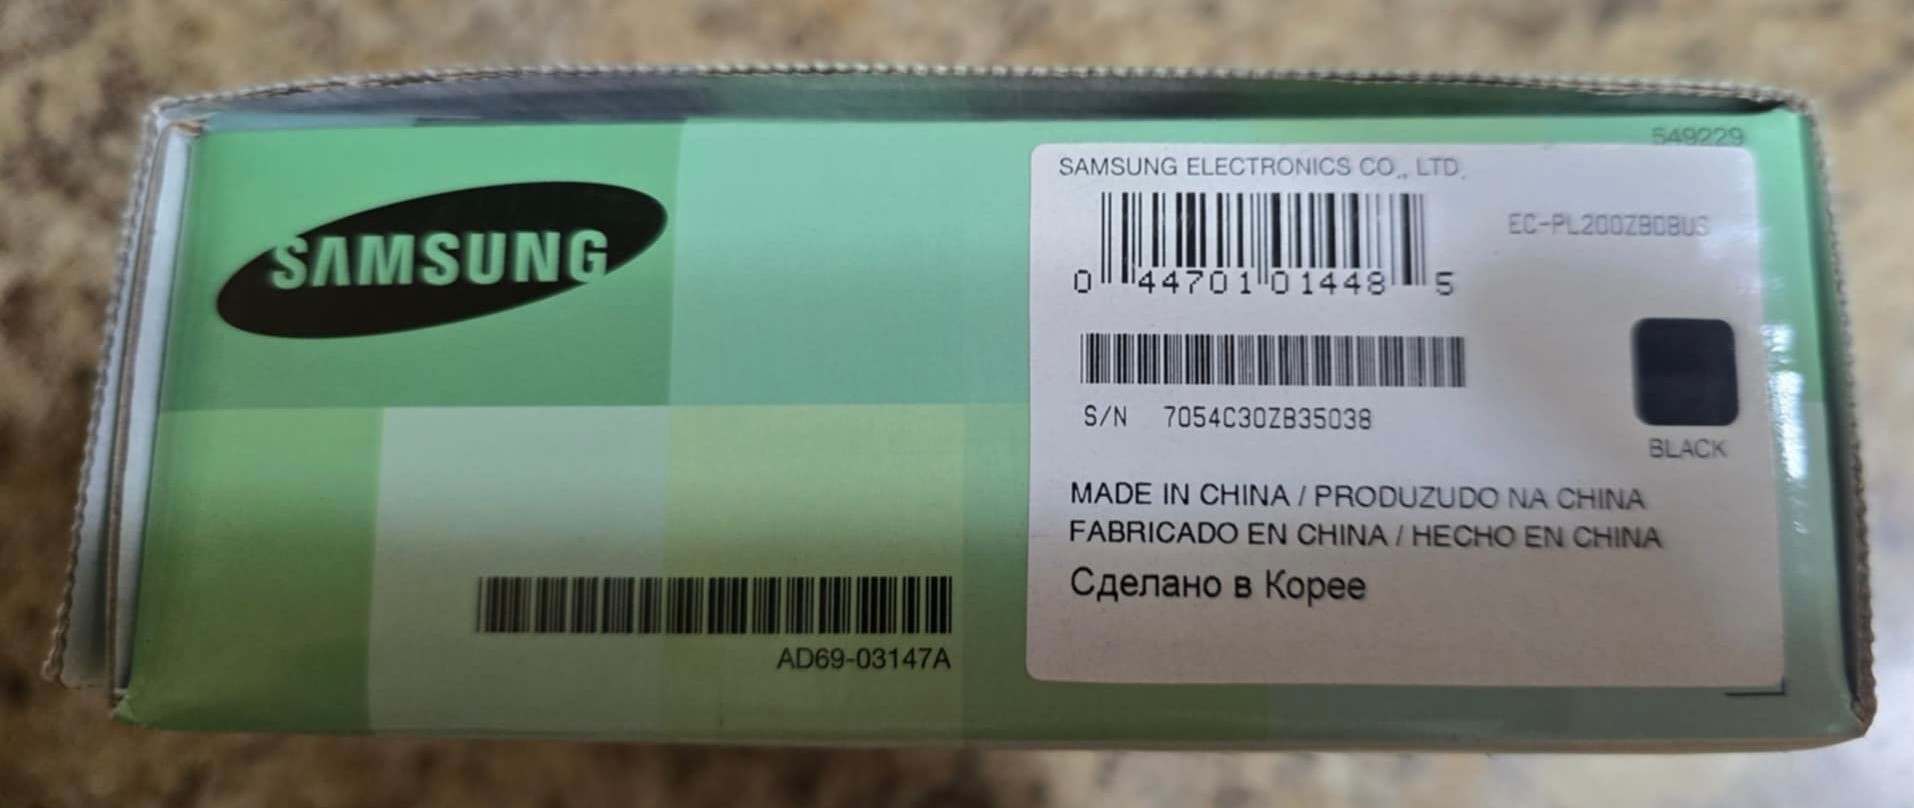 SAMSUNG
549229
SAMSUNG ELECTRONICS CO., LTD.
EC-PL200ZBDBUS
0 44701 01448 5
S/N 7054C30ZB35038
BLACK
MADE IN CHINA / PRODUZUDO NA CHINA
FABRICADO EN CHINA / HECHO EN CHINA
Сделано в Корее
AD69-03147A